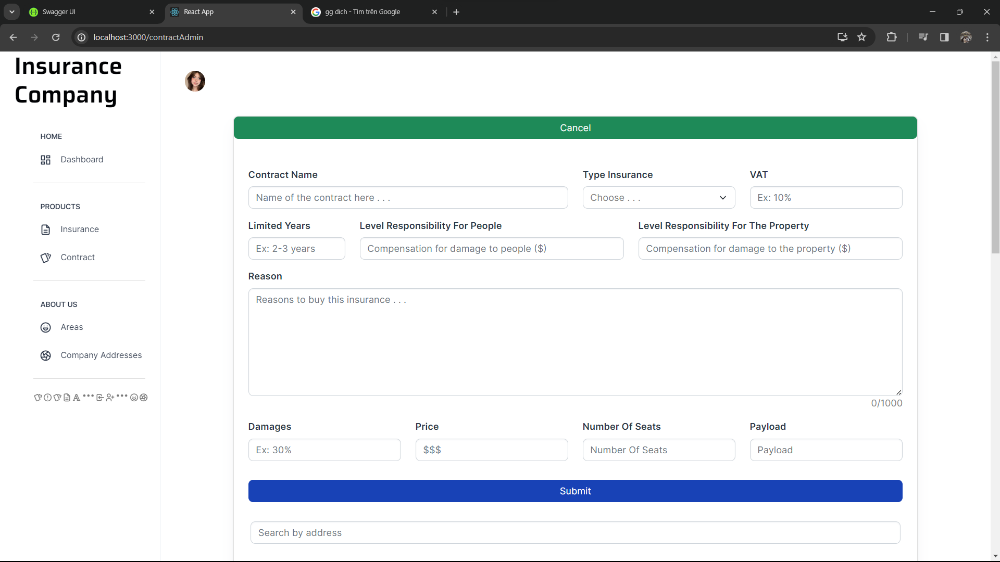 Swagger UI
React App
gg dich - Tìm trên Google
localhost:3000/contractAdmin
Insurance
Company
HOME
Dashboard
PRODUCTS
Insurance
Contract
ABOUT US
Areas
Company Addresses
Cancel
Contract Name
Type Insurance
VAT
Name of the contract here . . .
Choose . . .
Ex: 10%
Limited Years
Level Responsibility For People
Level Responsibility For The Property
Ex: 2-3 years
Compensation for damage to people ($)
Compensation for damage to the property ($)
Reason
Reasons to buy this insurance . . .
0/1000
Damages
Price
Number Of Seats
Payload
Ex: 30%
$$$
Number Of Seats
Payload
Submit
Search by address